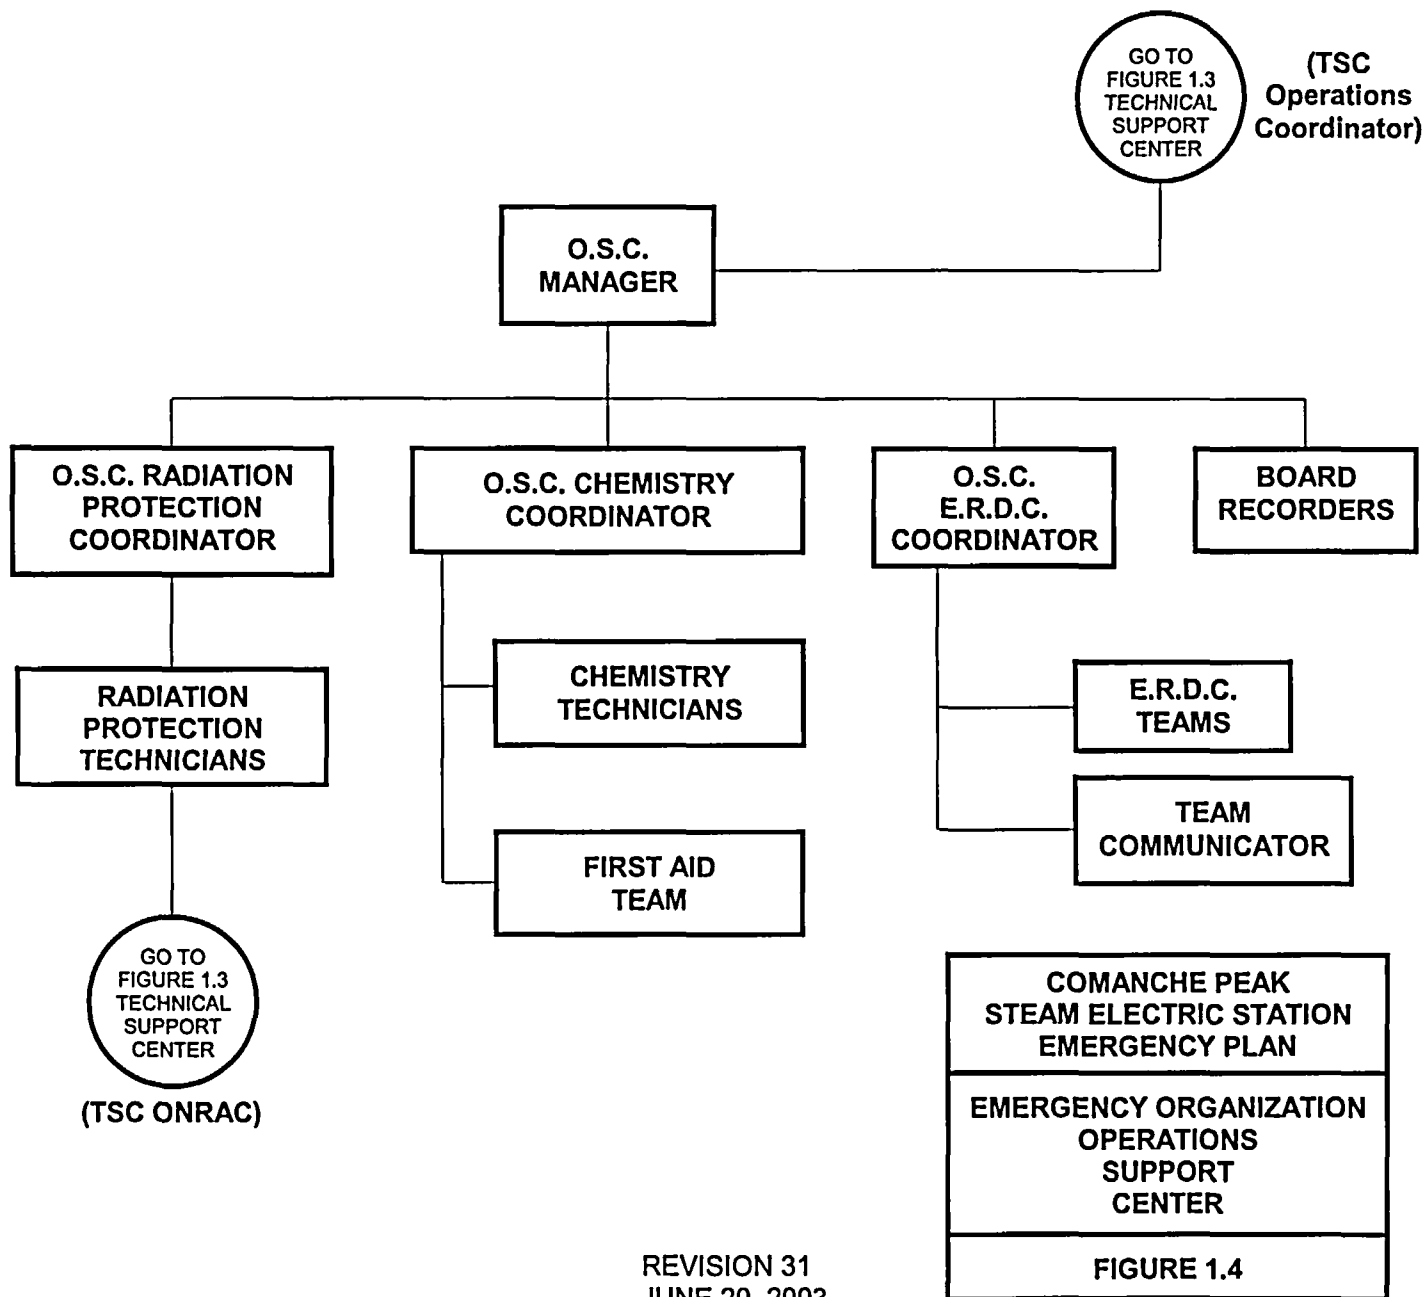 GO TO
FIGURE 1.3
TECHNICAL
SUPPORT
CENTER
(TSC
Operations
Coordinator)
O.S.C.
MANAGER
O.S.C. RADIATION
PROTECTION
COORDINATOR
O.S.C. CHEMISTRY
COORDINATOR
O.S.C.
E.R.D.C.
COORDINATOR
BOARD
RECORDERS
RADIATION
PROTECTION
TECHNICIANS
CHEMISTRY
TECHNICIANS
E.R.D.C.
TEAMS
TEAM
COMMUNICATOR
FIRST AID
TEAM
GO TO
FIGURE 1.3
TECHNICAL
SUPPORT
CENTER
(TSC ONRAC)
COMANCHE PEAK
STEAM ELECTRIC STATION
EMERGENCY PLAN
EMERGENCY ORGANIZATION
OPERATIONS
SUPPORT
CENTER
FIGURE 1.4
REVISION 31
JUNE 20, 2003